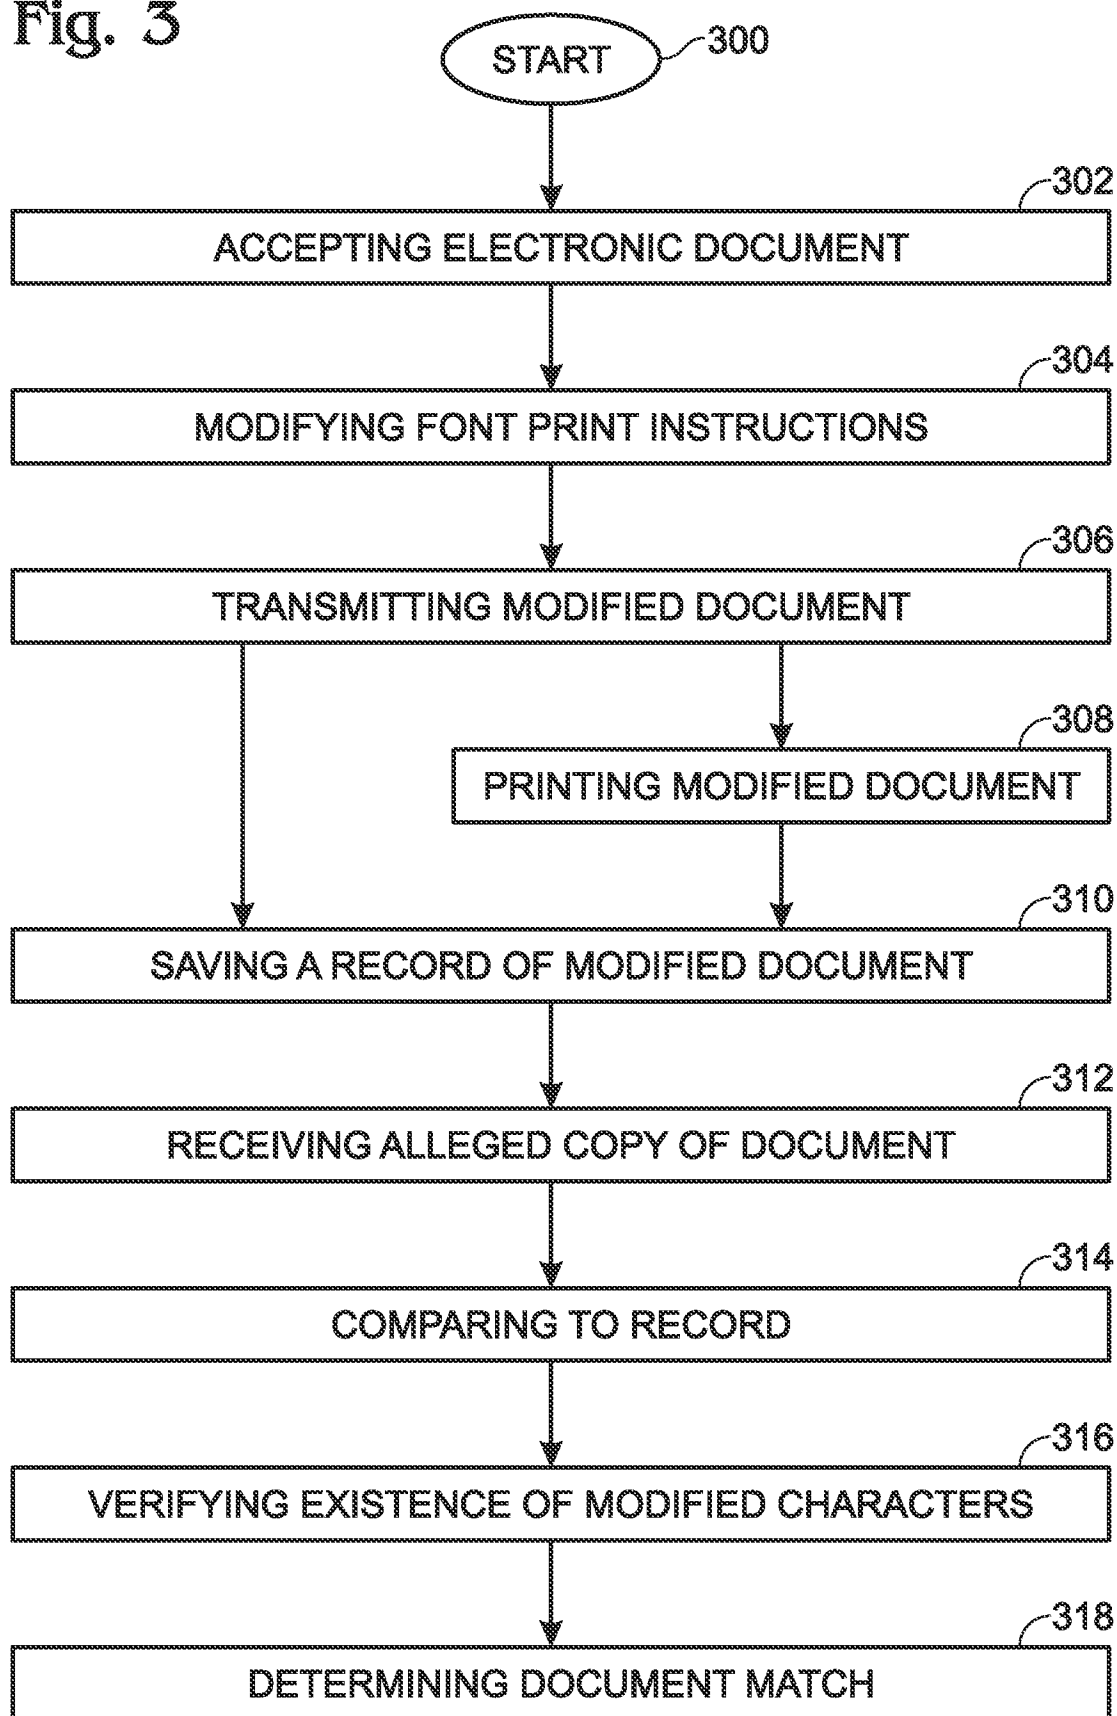 Fig. 3
START
300
302
ACCEPTING ELECTRONIC DOCUMENT
304
MODIFYING FONT PRINT INSTRUCTIONS
306
TRANSMITTING MODIFIED DOCUMENT
308
PRINTING MODIFIED DOCUMENT
310
SAVING A RECORD OF MODIFIED DOCUMENT
312
RECEIVING ALLEGED COPY OF DOCUMENT
314
COMPARING TO RECORD
316
VERIFYING EXISTENCE OF MODIFIED CHARACTERS
318
DETERMINING DOCUMENT MATCH